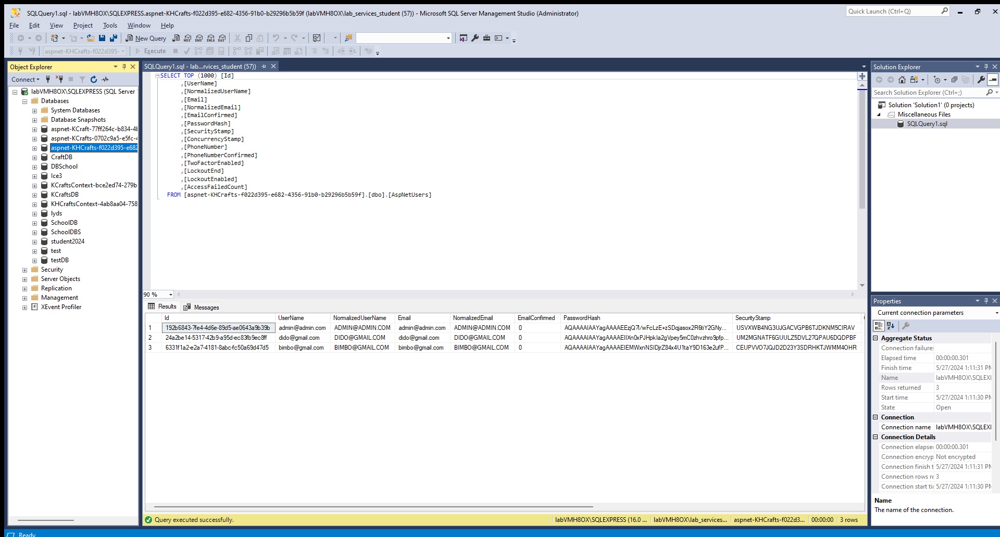 SQLQuery1.sql - labVMH8OX\SQLEXPRESS.aspnet-KHCrafts-f022d395-e682-4356-91b0-b29296b5b59f (labVMH8OX\lab_services_student (57)) - Microsoft SQL Server Management Studio (Administrator)
Quick Launch (Ctrl+Q)
File Edit View Project Tools Window Help
New Query MDX DMX XMLA DAX
aspnet-KHCrafts-f022d395- Execute
Object Explorer
Connect
labVMH8OX\SQLEXPRESS (SQL Server
Databases
System Databases
Database Snapshots
aspnet-KCraft-77ff264c-b834-4
aspnet-KCrafts-0702c9a5-e5fc-4
aspnet-KHCrafts-f022d395-e682
CraftDB
DBSchool
Ice3
KCraftsContext-bce2ed74-279b
KCraftsDB
KHCraftsContext-4ab8aa04-758
lyds
SchoolDB
SchoolDBS
student2024
test
testDB
Security
Server Objects
Replication
Management
XEvent Profiler
SQLQuery1.sql - lab...rvices_student (57))
SELECT TOP (1000) [Id]
,[UserName]
,[NormalizedUserName]
,[Email]
,[NormalizedEmail]
,[EmailConfirmed]
,[PasswordHash]
,[SecurityStamp]
,[ConcurrencyStamp]
,[PhoneNumber]
,[PhoneNumberConfirmed]
,[TwoFactorEnabled]
,[LockoutEnd]
,[LockoutEnabled]
,[AccessFailedCount]
FROM [aspnet-KHCrafts-f022d395-e682-4356-91b0-b29296b5b59f].[dbo].[AspNetUsers]
90 %
Results Messages
Id UserName NormalizedUserName Email NormalizedEmail EmailConfirmed PasswordHash SecurityStamp
1 192b6843-7fe4-4d6e-89d5-ae0643a9b39b admin@admin.com ADMIN@ADMIN.COM admin@admin.com ADMIN@ADMIN.COM 0 AQAAAAIAAYagAAAAEEzjQ7l/wFcLzE+zSDqjasox2R6tiY2GNy... USVXWB4NG3UJGACVGPB6TJDKNM5CIRAV
2 24a2be14-5317-42b9-a95d-ec83fb9ec8ff dido@gmail.com DIDO@GMAIL.COM dido@gmail.com DIDO@GMAIL.COM 0 AQAAAAIAAYagAAAAEIIXn0xPJHpkIa2gVpey5mC0zhvzhro9pfp... UM2MGNATF6GUULZ5DVL27QPAU6DQDPBF
3 6331f1a2-e2a7-4181-8abc-fc50a69d47d5 bimbo@gmail.com BIMBO@GMAIL.COM bimbo@gmail.com BIMBO@GMAIL.COM 0 AQAAAAIAAYagAAAAEIEMWxnNSIDjrZ84x4U1taY9D163e2ufP... CEUPVVO7JQJD2D23Y3SDRHKTJWMM4OHR
Query executed successfully. labVMH8OX\SQLEXPRESS (16.0 ... labVMH8OX\lab_services... aspnet-KHCrafts-f022d3... 00:00:00 3 rows
Solution Explorer
Search Solution Explorer (Ctrl+;)
Solution 'Solution1' (0 projects)
Miscellaneous Files
SQLQuery1.sql
Properties
Current connection parameters
Aggregate Status
Connection failures
Elapsed time 00:00:00.301
Finish time 5/27/2024 1:11:31 PM
Name labVMH8OX\SQLEXI
Rows returned 3
Start time 5/27/2024 1:11:30 PM
State Open
Connection
Connection name labVMH8OX\SQLEXI
Connection Details
Connection elapse 00:00:00.301
Connection encryp Not encrypted
Connection finish t 5/27/2024 1:11:31 PM
Connection rows re 3
Connection start ti 5/27/2024 1:11:30 PM
Name
The name of the connection.
Ready